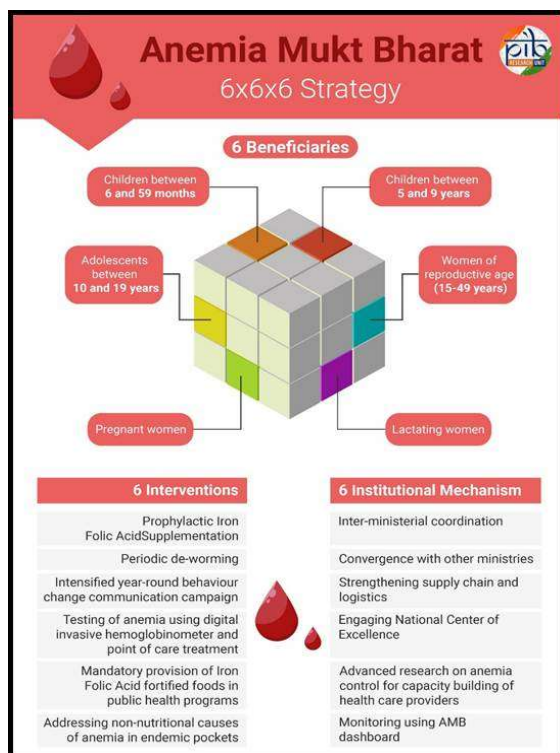 Anemia Mukt Bharat
pib
RESEARCH UNIT
6x6x6 Strategy
6 Beneficiaries
Children between
6 and 59 months
Children between
5 and 9 years
Adolescents
between
10 and 19 years
Women of
reproductive age
(15-49 years)
Pregnant women
Lactating women
6 Interventions
Prophylactic Iron
Folic AcidSupplementation
Periodic de-worming
Intensified year-round behaviour
change communication campaign
Testing of anemia using digital
invasive hemoglobinometer and
point of care treatment
Mandatory provision of Iron
Folic Acid fortified foods in
public health programs
Addressing non-nutritional causes
of anemia in endemic pockets
6 Institutional Mechanism
Inter-ministerial coordination
Convergence with other ministries
Strengthening supply chain and
logistics
Engaging National Center of
Excellence
Advanced research on anemia
control for capacity building of
health care providers
Monitoring using AMB
dashboard